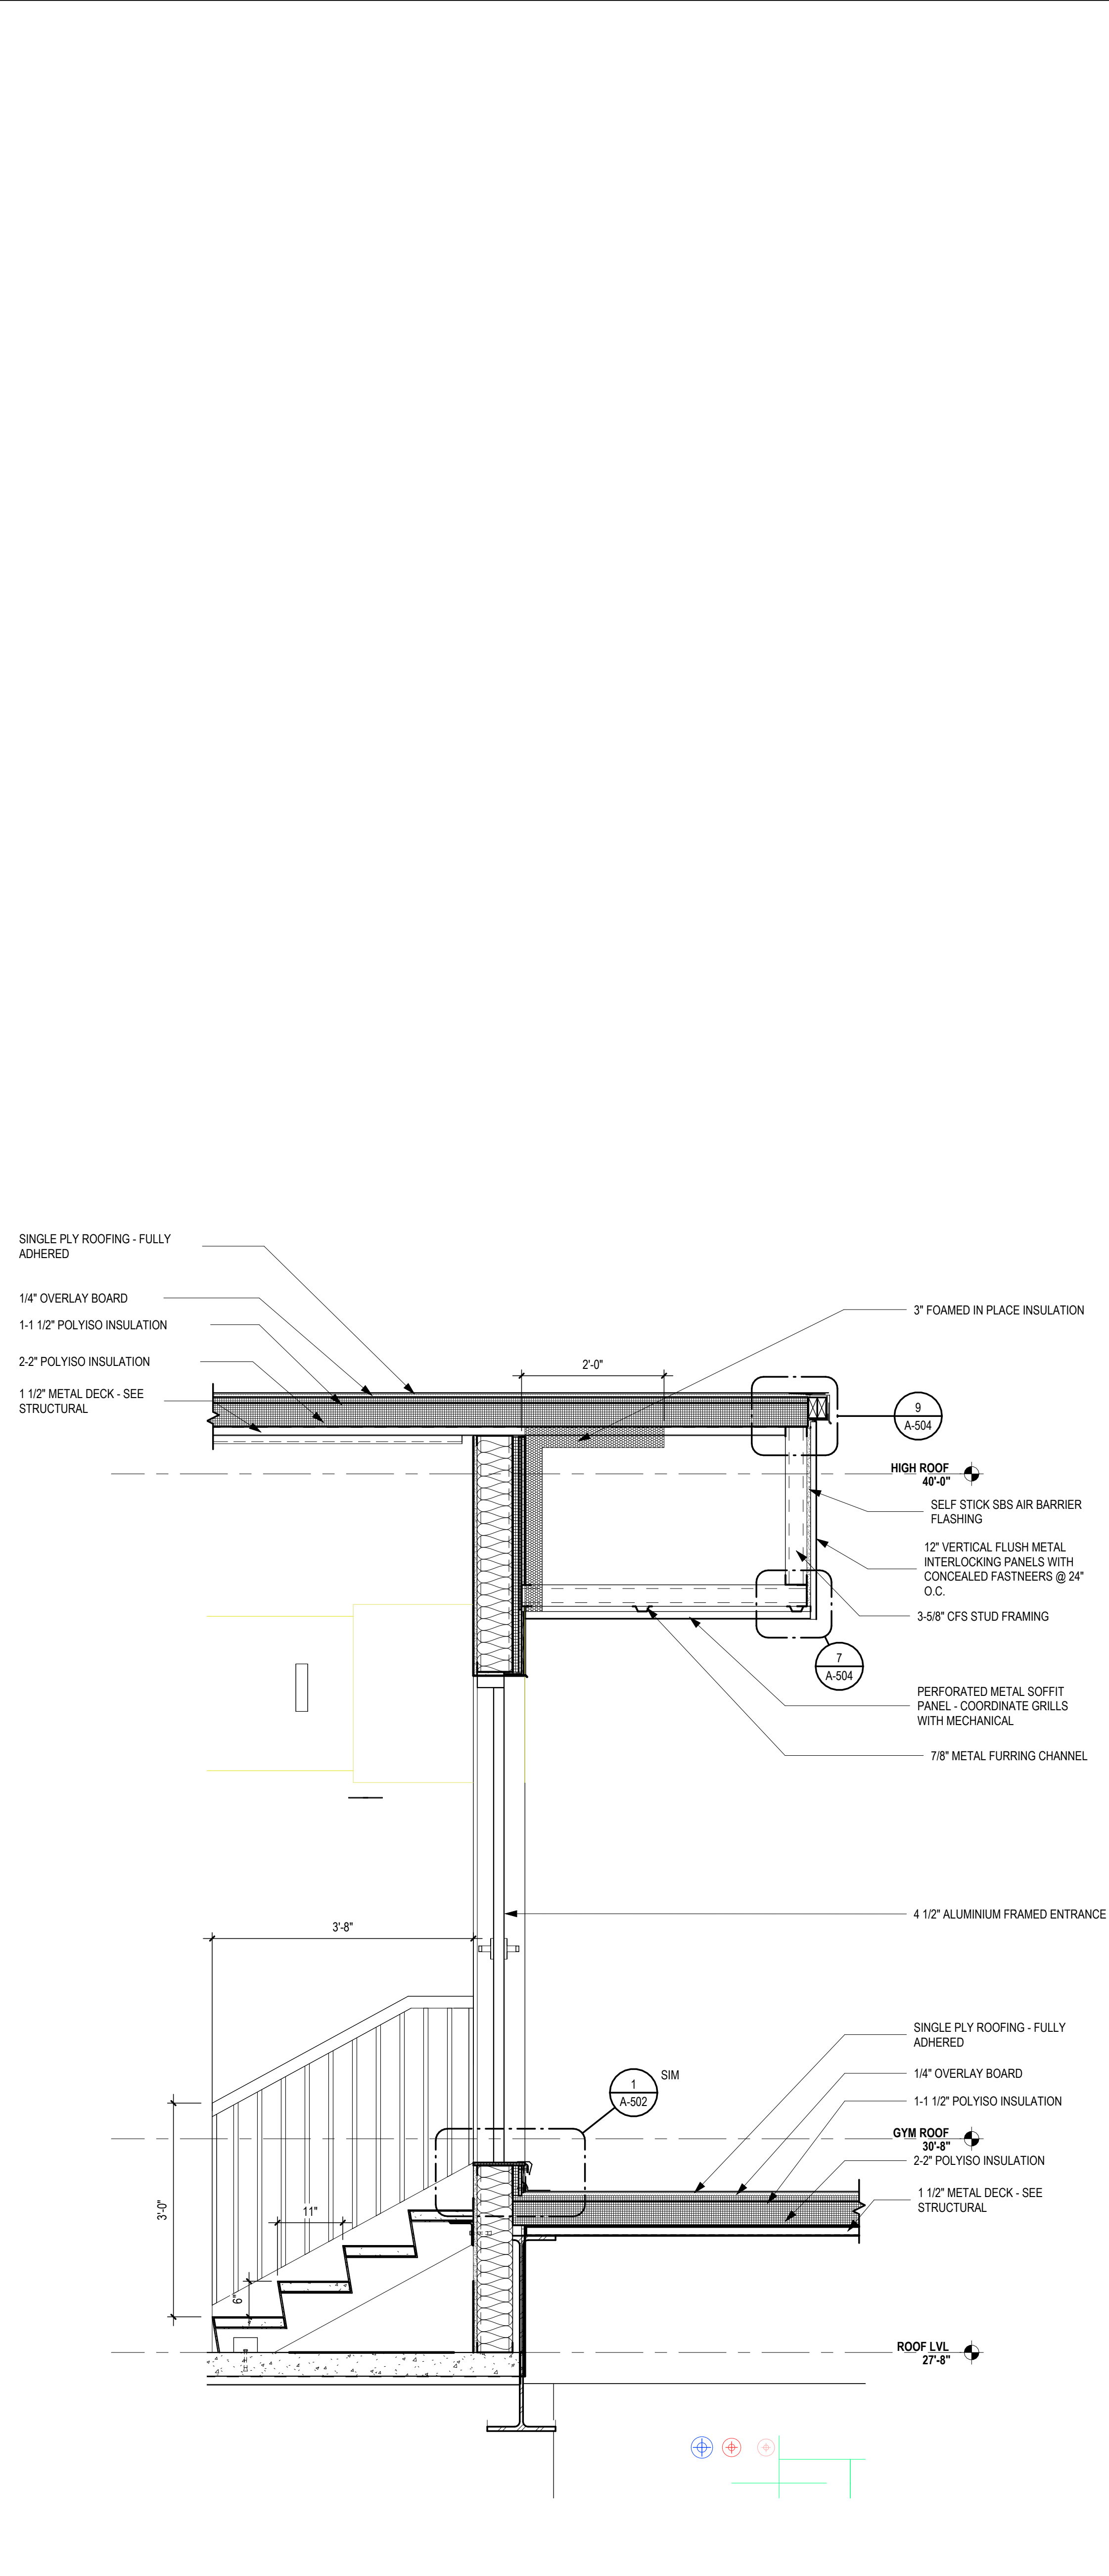 SINGLE PLY ROOFING - FULLY
ADHERED
1/4" OVERLAY BOARD
1-1 1/2" POLYISO INSULATION
2-2" POLYISO INSULATION
1 1/2" METAL DECK - SEE
STRUCTURAL
3" FOAMED IN PLACE INSULATION
2'-0"
9
A-504
HIGH ROOF
40'-0"
SELF STICK SBS AIR BARRIER
FLASHING
12" VERTICAL FLUSH METAL
INTERLOCKING PANELS WITH
CONCEALED FASTNEERS @ 24"
O.C.
3-5/8" CFS STUD FRAMING
7
A-504
PERFORATED METAL SOFFIT
PANEL - COORDINATE GRILLS
WITH MECHANICAL
7/8" METAL FURRING CHANNEL
4 1/2" ALUMINIUM FRAMED ENTRANCE
3'-8"
SINGLE PLY ROOFING - FULLY
ADHERED
1
A-502
SIM
1/4" OVERLAY BOARD
1-1 1/2" POLYISO INSULATION
GYM ROOF
30'-8"
2-2" POLYISO INSULATION
1 1/2" METAL DECK - SEE
STRUCTURAL
3'-0"
11"
6"
ROOF LVL
27'-8"